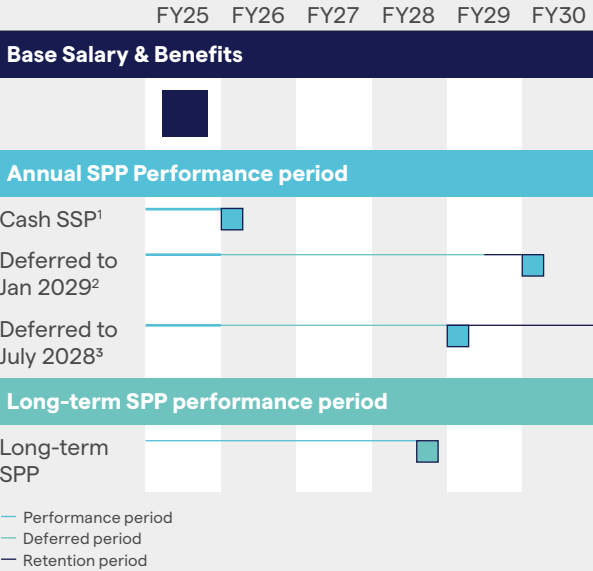 FY25 FY26 FY27 FY28 FY29 FY30
Base Salary & Benefits
Annual SPP Performance period
Cash SSP¹
Deferred to
Jan 2029²
Deferred to
July 2028³
Long-term SPP performance period
Long-term
SPP
Performance period
Deferred period
Retention period